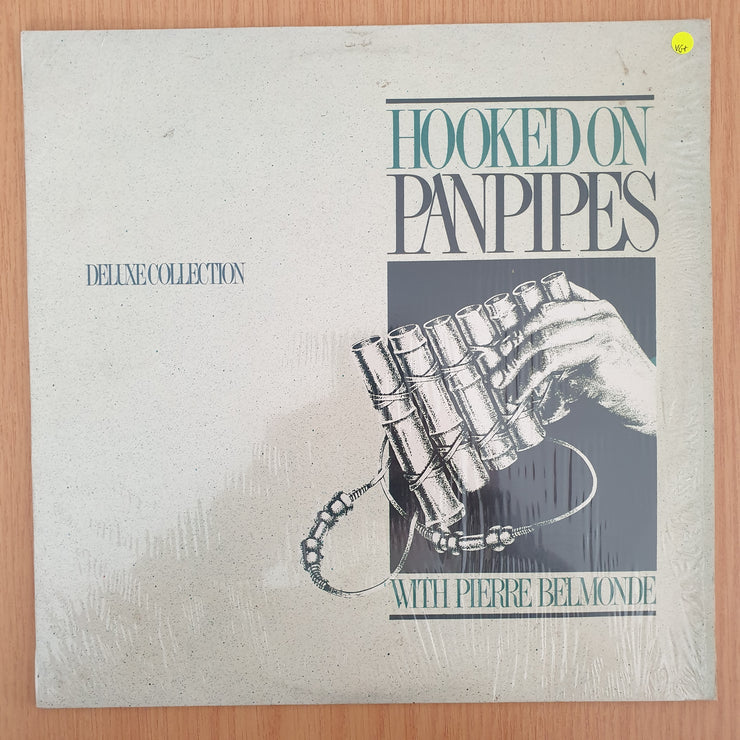 VG+
HOOKED ON
PANPIPES
DELUXE COLLECTION
WITH PIERRE BELMONDE